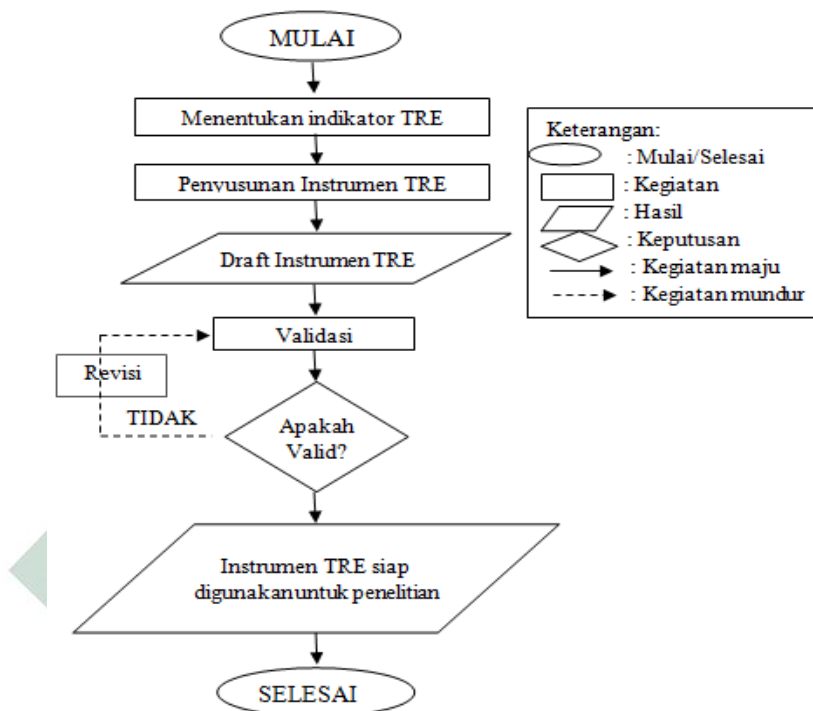 MULAI
Menentukan indikator TRE
Penyusunan Instrumen TRE
Draft Instrumen TRE
Validasi
Revisi
TIDAK
Apakah
Valid?
Instrumen TRE siap
digunakan untuk penelitian
SELESAI
Keterangan:
: Mulai/Selesai
: Kegiatan
: Hasil
: Keputusan
: Kegiatan maju
: Kegiatan mundur